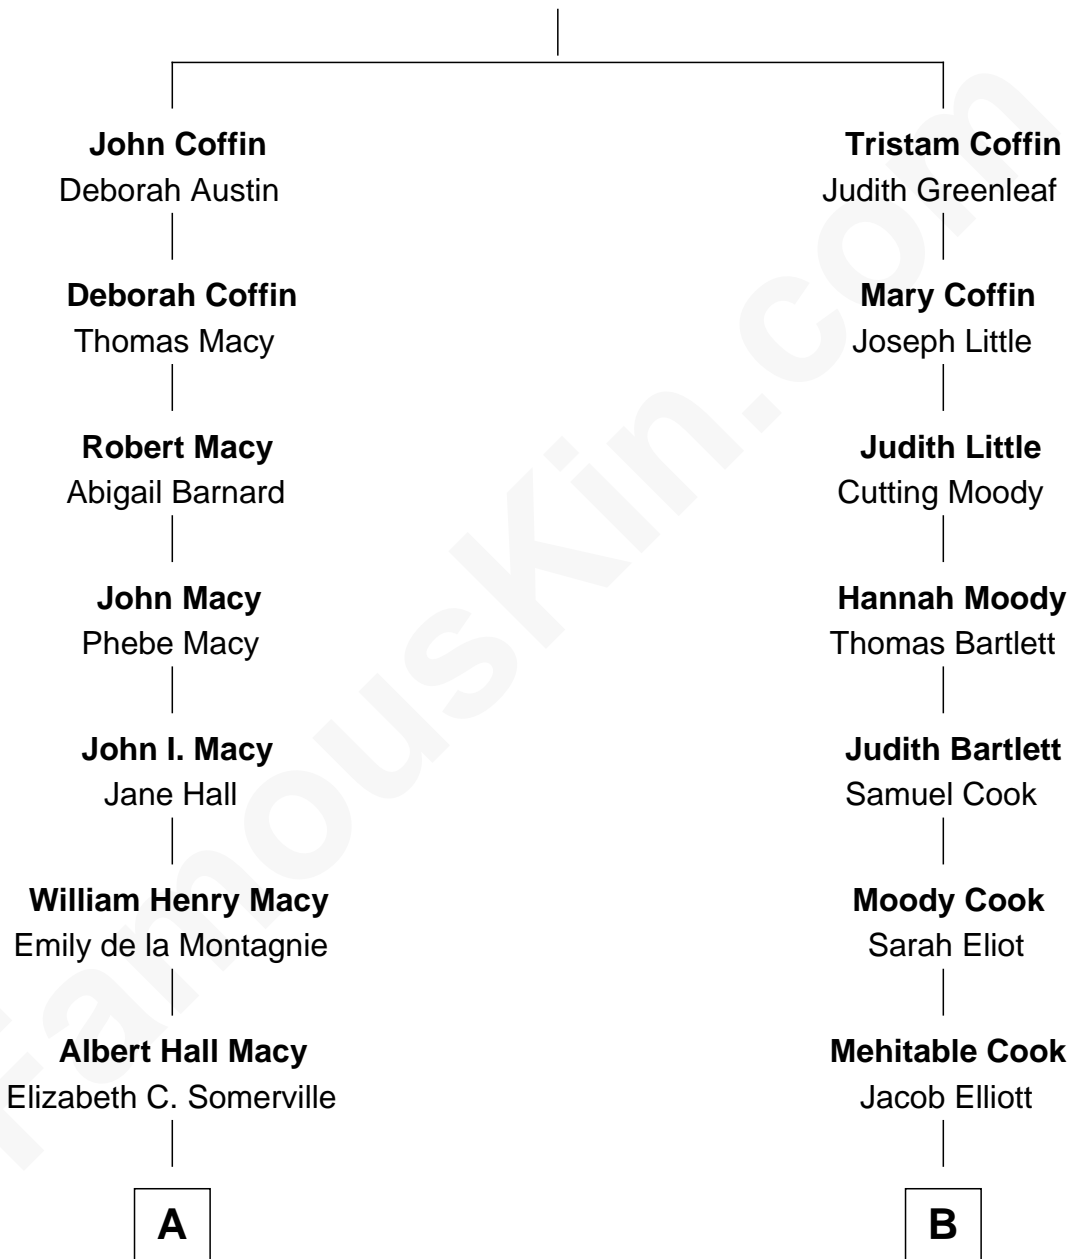 John Coffin
Deborah Austin
Deborah Coffin
Thomas Macy
Robert Macy
Abigail Barnard
John Macy
Phebe Macy
John I. Macy
Jane Hall
William Henry Macy
Emily de la Montagnie
Albert Hall Macy
Elizabeth C. Somerville
A
Tristam Coffin
Judith Greenleaf
Mary Coffin
Joseph Little
Judith Little
Cutting Moody
Hannah Moody
Thomas Bartlett
Judith Bartlett
Samuel Cook
Moody Cook
Sarah Eliot
Mehitable Cook
Jacob Elliott
B
FamousKin.com